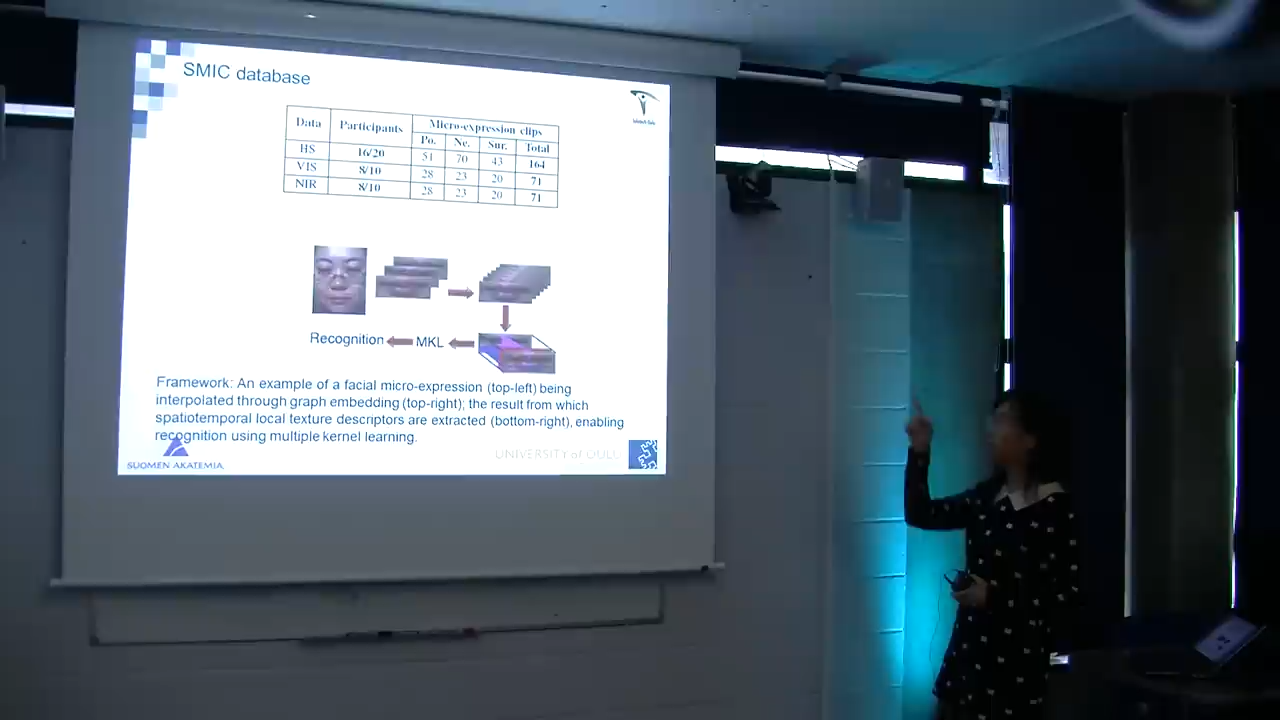 SMIC database
Data Participants Micro-expression clips
Po. Ne. Sur. Total
HS 16/20 51 70 43 164
VIS 8/10 28 23 20 71
NIR 8/10 28 23 20 71
Recognition MKL
Framework: An example of a facial micro-expression (top-left) being
interpolated through graph embedding (top-right); the result from which
spatiotemporal local texture descriptors are extracted (bottom-right), enabling
recognition using multiple kernel learning.
SUOMEN AKATEMIA
UNIVERSITY of OULU